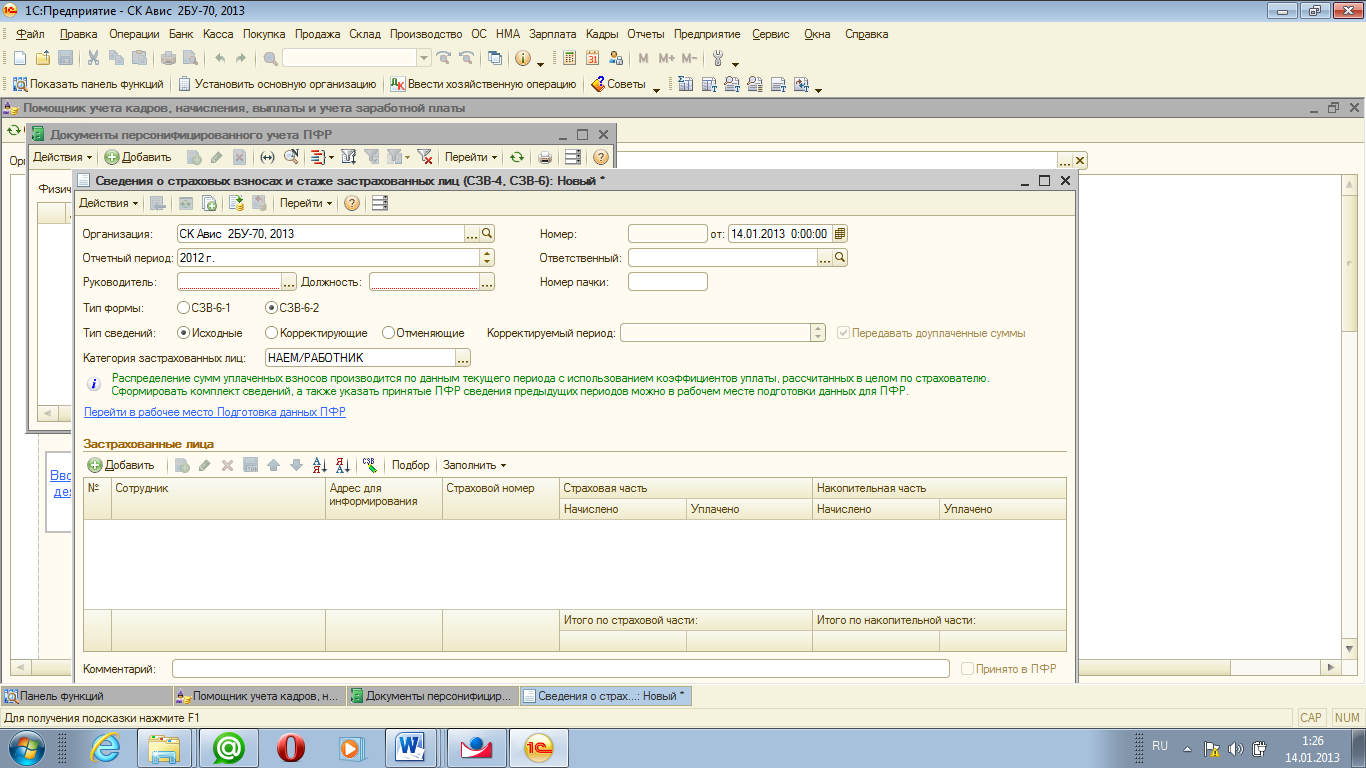 1С:Предприятие - СК Авис 2БУ-70, 2013
Файл Правка Операции Банк Касса Покупка Продажа Склад Производство ОС НМА Зарплата Кадры Отчеты Предприятие Сервис Окна Справка
M M+ M-
Показать панель функций Установить основную организацию Ввести хозяйственную операцию Советы
Помощник учета кадров, начисления, выплаты и учета заработной платы
Документы персонифицированного учета ПФР
Действия Добавить Перейти
Сведения о страховых взносах и стаже застрахованных лиц (СЗВ-4, СЗВ-6): Новый *
Действия Перейти
Организация: СК Авис 2БУ-70, 2013 Номер: от: 14.01.2013 0:00:00
Отчетный период: 2012 г. Ответственный:
Руководитель: Должность: Номер пачки:
Тип формы: СЗВ-6-1 СЗВ-6-2
Тип сведений: Исходные Корректирующие Отменяющие Корректируемый период: Передавать доуплаченные суммы
Категория застрахованных лиц: НАЕМ/РАБОТНИК
Распределение сумм уплаченных взносов производится по данным текущего периода с использованием коэффициентов уплаты, рассчитанных в целом по страхователю.
Сформировать комплект сведений, а также указать принятые ПФР сведения предыдущих периодов можно в рабочем месте подготовки данных для ПФР.
Перейти в рабочее место Подготовка данных ПФР
Застрахованные лица
Добавить Подбор Заполнить
№ Сотрудник Адрес для информирования Страховой номер Страховая часть Накопительная часть
Начислено Уплачено Начислено Уплачено
Итого по страховой части: Итого по накопительной части:
Комментарий: Принято в ПФР
Панель функций Помощник учета кадров, н... Документы персонифицир... Сведения о страх...: Новый *
Для получения подсказки нажмите F1 CAP NUM
RU 1:26
14.01.2013